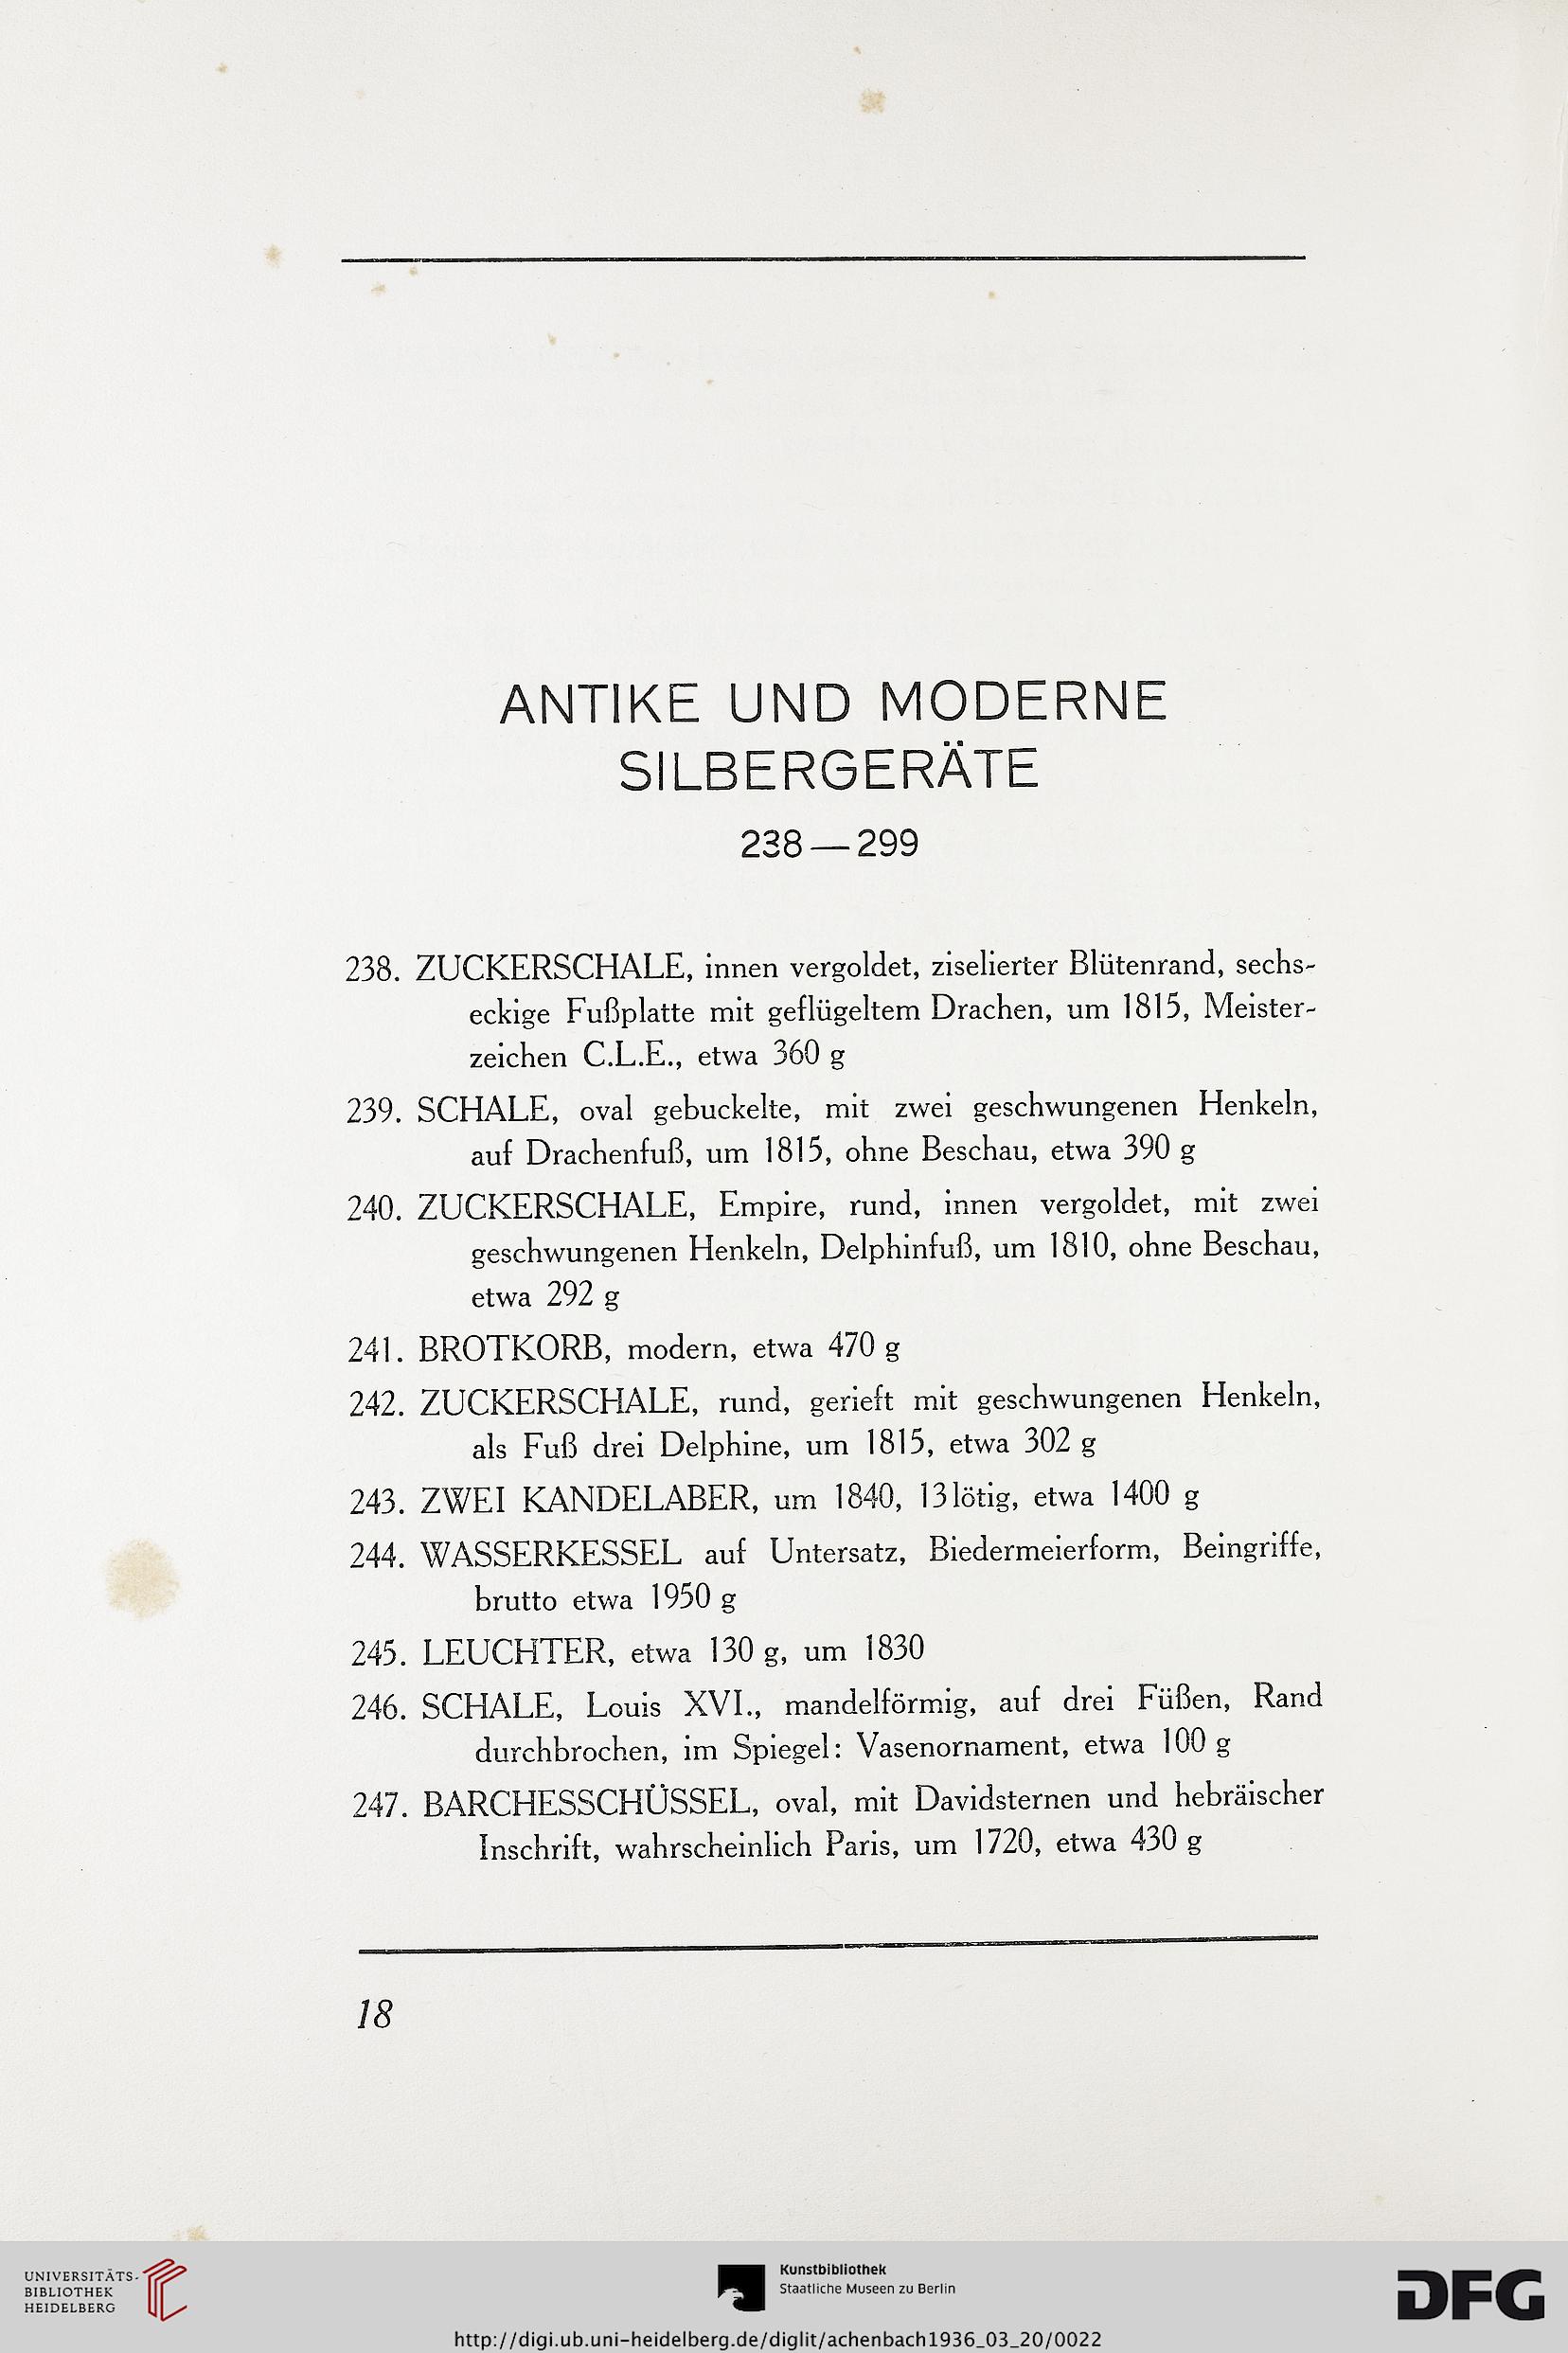 ANTIKE UND MODERNE
SILBERGERÄTE
238—299
238. ZUCKERSCHALE, innen vergoldet, ziselierter Blütenrand, sechs-
eckige Fußplatte mit geflügeltem Drachen, um 1815, Meister-
zeichen C.L.E., etwa 360 g
239. SCHALE, oval gebuckelte, mit zwei geschwungenen Henkeln,
auf Drachenfuß, um 1815, ohne Beschau, etwa 390 g
240. ZUCKERSCHALE, Empire, rund, innen vergoldet, mit zwei
geschwungenen Henkeln, Delphinfuß, um 1810, ohne Beschau,
etwa 292 g
241. BROTKORB, modern, etwa 470 g
242. ZUCKERSCHALE, rund, gerieft mit geschwungenen Henkeln,
als Fuß drei Delphine, um 1815, etwa 302 g
243. ZWEI KANDELABER, um 1840, 13lötig, etwa 1400 g
244. WASSERKESSEL auf Untersatz, Biedermeierform, Beingriffe,
brutto etwa 1950 g
245. LEUCHTER, etwa 130 g, um 1830
246. SCHALE, Louis XVI., mandelförmig, auf drei Füßen, Rand
durchbrochen, im Spiegel: Vasenornament, etwa 100 g
247. BARCHESSCHÜSSEL, oval, mit Davidsternen und hebräischer
Inschrift, wahrscheinlich Paris, um 1720, etwa 430 g
18
UNIVERSITÄTS-
BIBLIOTHEK
HEIDELBERG
Kunstbibliothek
Staatliche Museen zu Berlin
DFG
http://digi.ub.uni-heidelberg.de/diglit/achenbach1936_03_20/0022